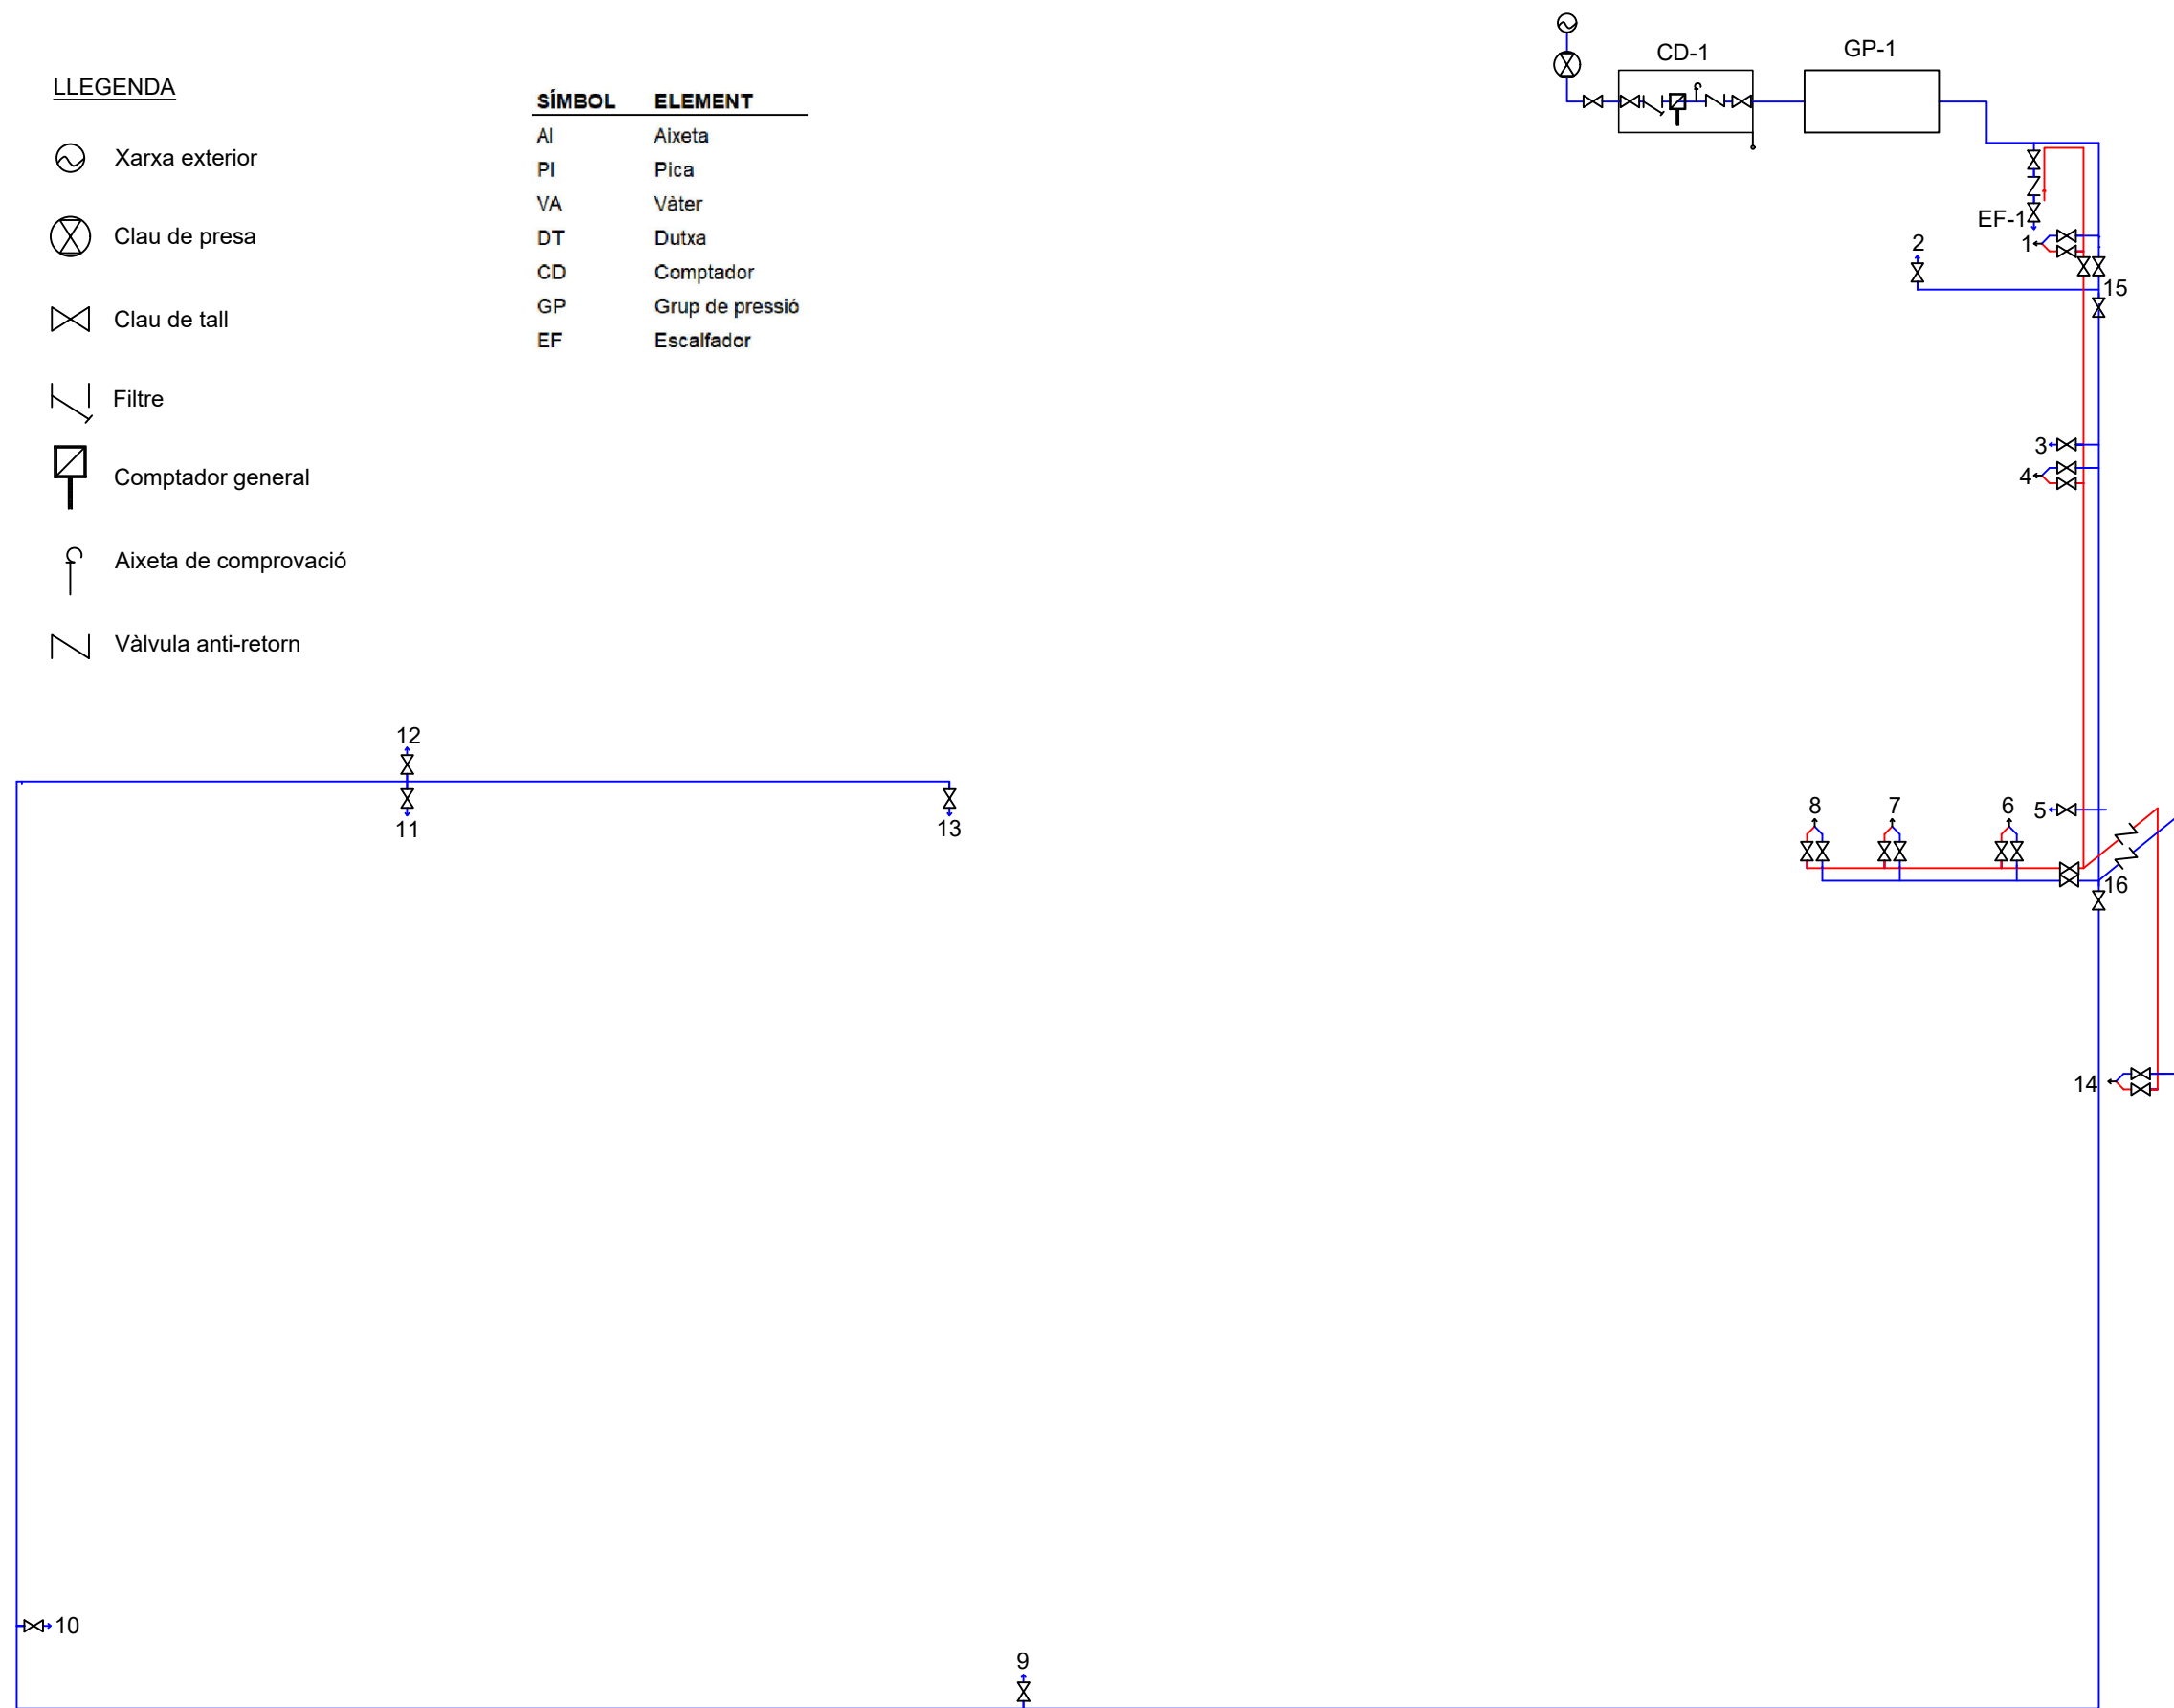 LLEGENDA
Xarxa exterior
Clau de presa
Clau de tall
Filtre
Comptador general
Aixeta de comprovació
Vàlvula anti-retorn
SÍMBOL ELEMENT
AI Aixeta
PI Pica
VA Vàter
DT Dutxa
CD Comptador
GP Grup de pressió
EF Escalfador
CD-1
GP-1
EF-1
1
2
15
3
4
12
11
13
8
7
6
5
16
14
10
9